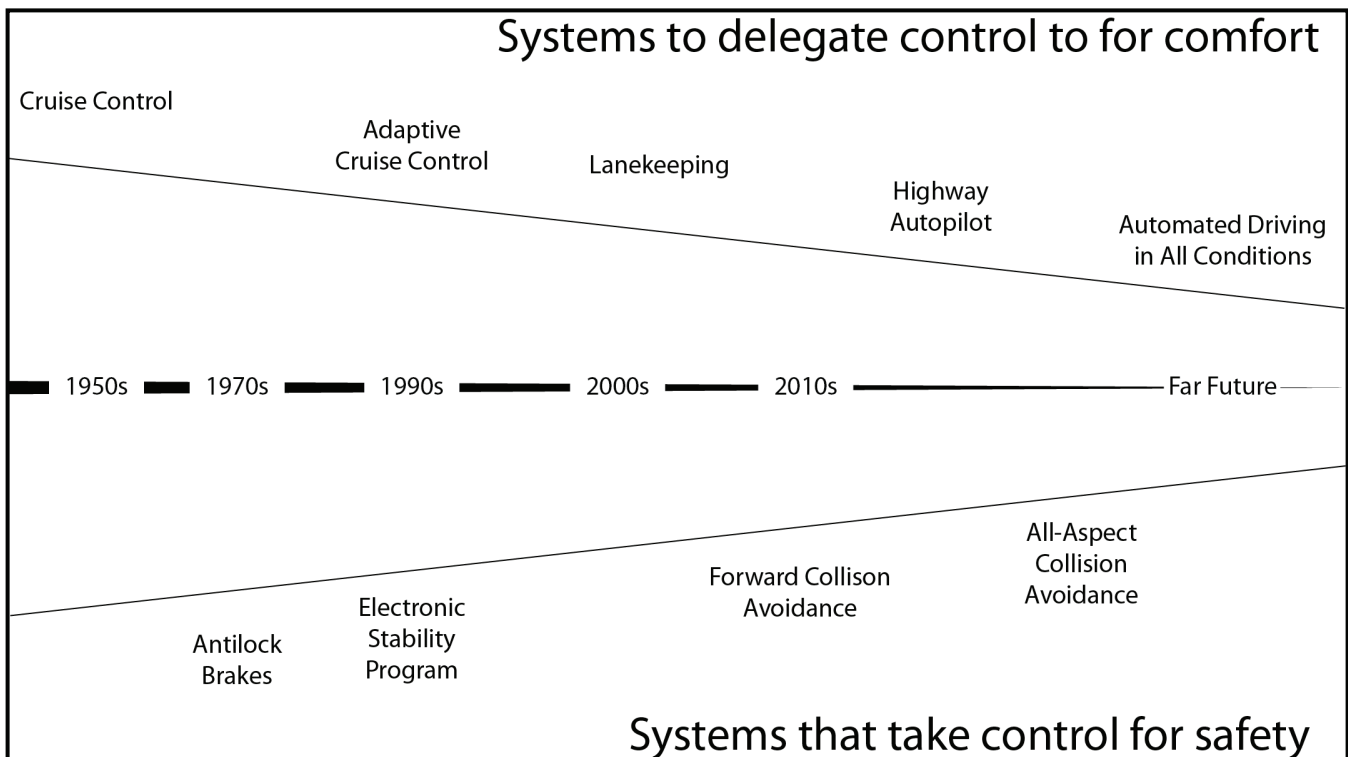 Systems to delegate control to for comfort
Cruise Control
Adaptive
Cruise Control
Lanekeeping
Highway
Autopilot
Automated Driving
in All Conditions
1950s 1970s 1990s 2000s 2010s Far Future
Antilock
Brakes
Electronic
Stability
Program
Forward Collison
Avoidance
All-Aspect
Collision
Avoidance
Systems that take control for safety